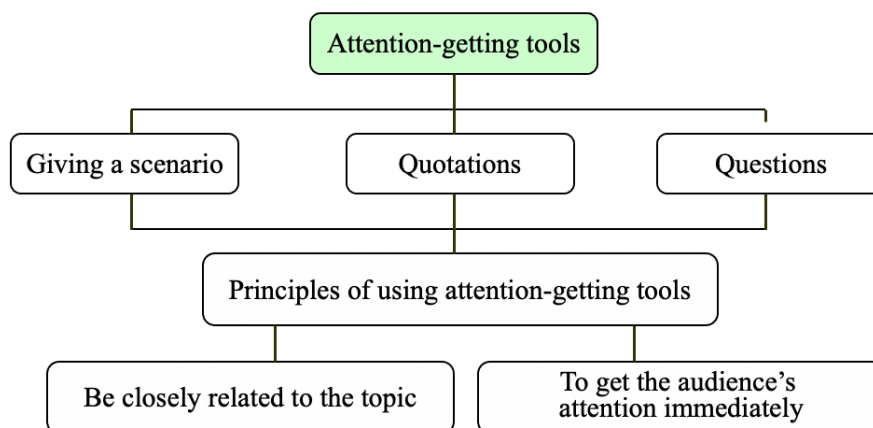 Attention-getting tools
Giving a scenario
Quotations
Questions
Principles of using attention-getting tools
Be closely related to the topic
To get the audience’s
attention immediately